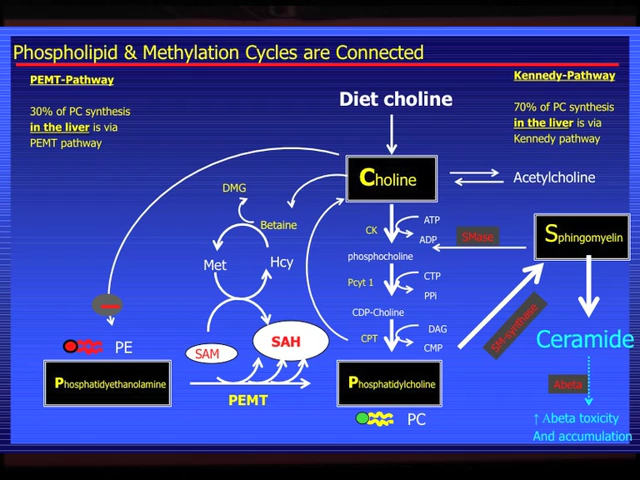 Phospholipid & Methylation Cycles are Connected
PEMT-Pathway
30% of PC synthesis
in the liver is via
PEMT pathway
Kennedy-Pathway
70% of PC synthesis
in the liver is via
Kennedy pathway
Diet choline
Choline
Acetylcholine
DMG
Betaine
Met
Hcy
CK
ATP
ADP
phosphocholine
SMase
Sphingomyelin
Pcyt 1
CTP
PPi
CDP-Choline
CPT
DAG
CMP
SM-synthase
Ceramide
PE
SAM
SAH
Phosphatidyethanolamine
PEMT
Phosphatidylcholine
PC
Abeta
↑ Abeta toxicity
And accumulation